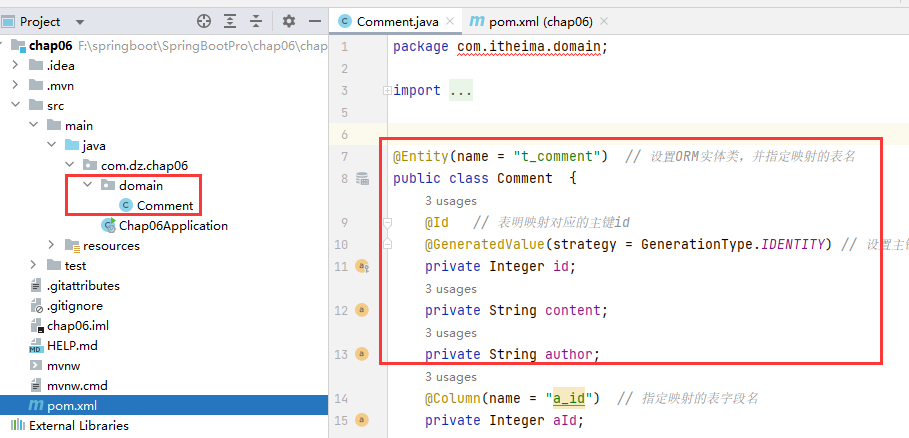 Project
chap06 F:\springboot\SpringBootPro\chap06\chap
.idea
.mvn
src
main
java
com.dz.chap06
domain
Comment
Chap06Application
resources
test
.gitattributes
.gitignore
chap06.iml
HELP.md
mvnw
mvnw.cmd
pom.xml
External Libraries
Comment.java
pom.xml (chap06)
1 package com.itheima.domain;
2
3 import ...
5
6
7 @Entity(name = "t_comment") // 设置ORM实体类,并指定映射的表名
8 public class Comment {
3 usages
9 @Id // 表明映射对应的主键id
10 @GeneratedValue(strategy = GenerationType.IDENTITY) // 设置主键
11 private Integer id;
3 usages
12 private String content;
3 usages
13 private String author;
3 usages
14 @Column(name = "a_id") // 指定映射的表字段名
15 private Integer aId;